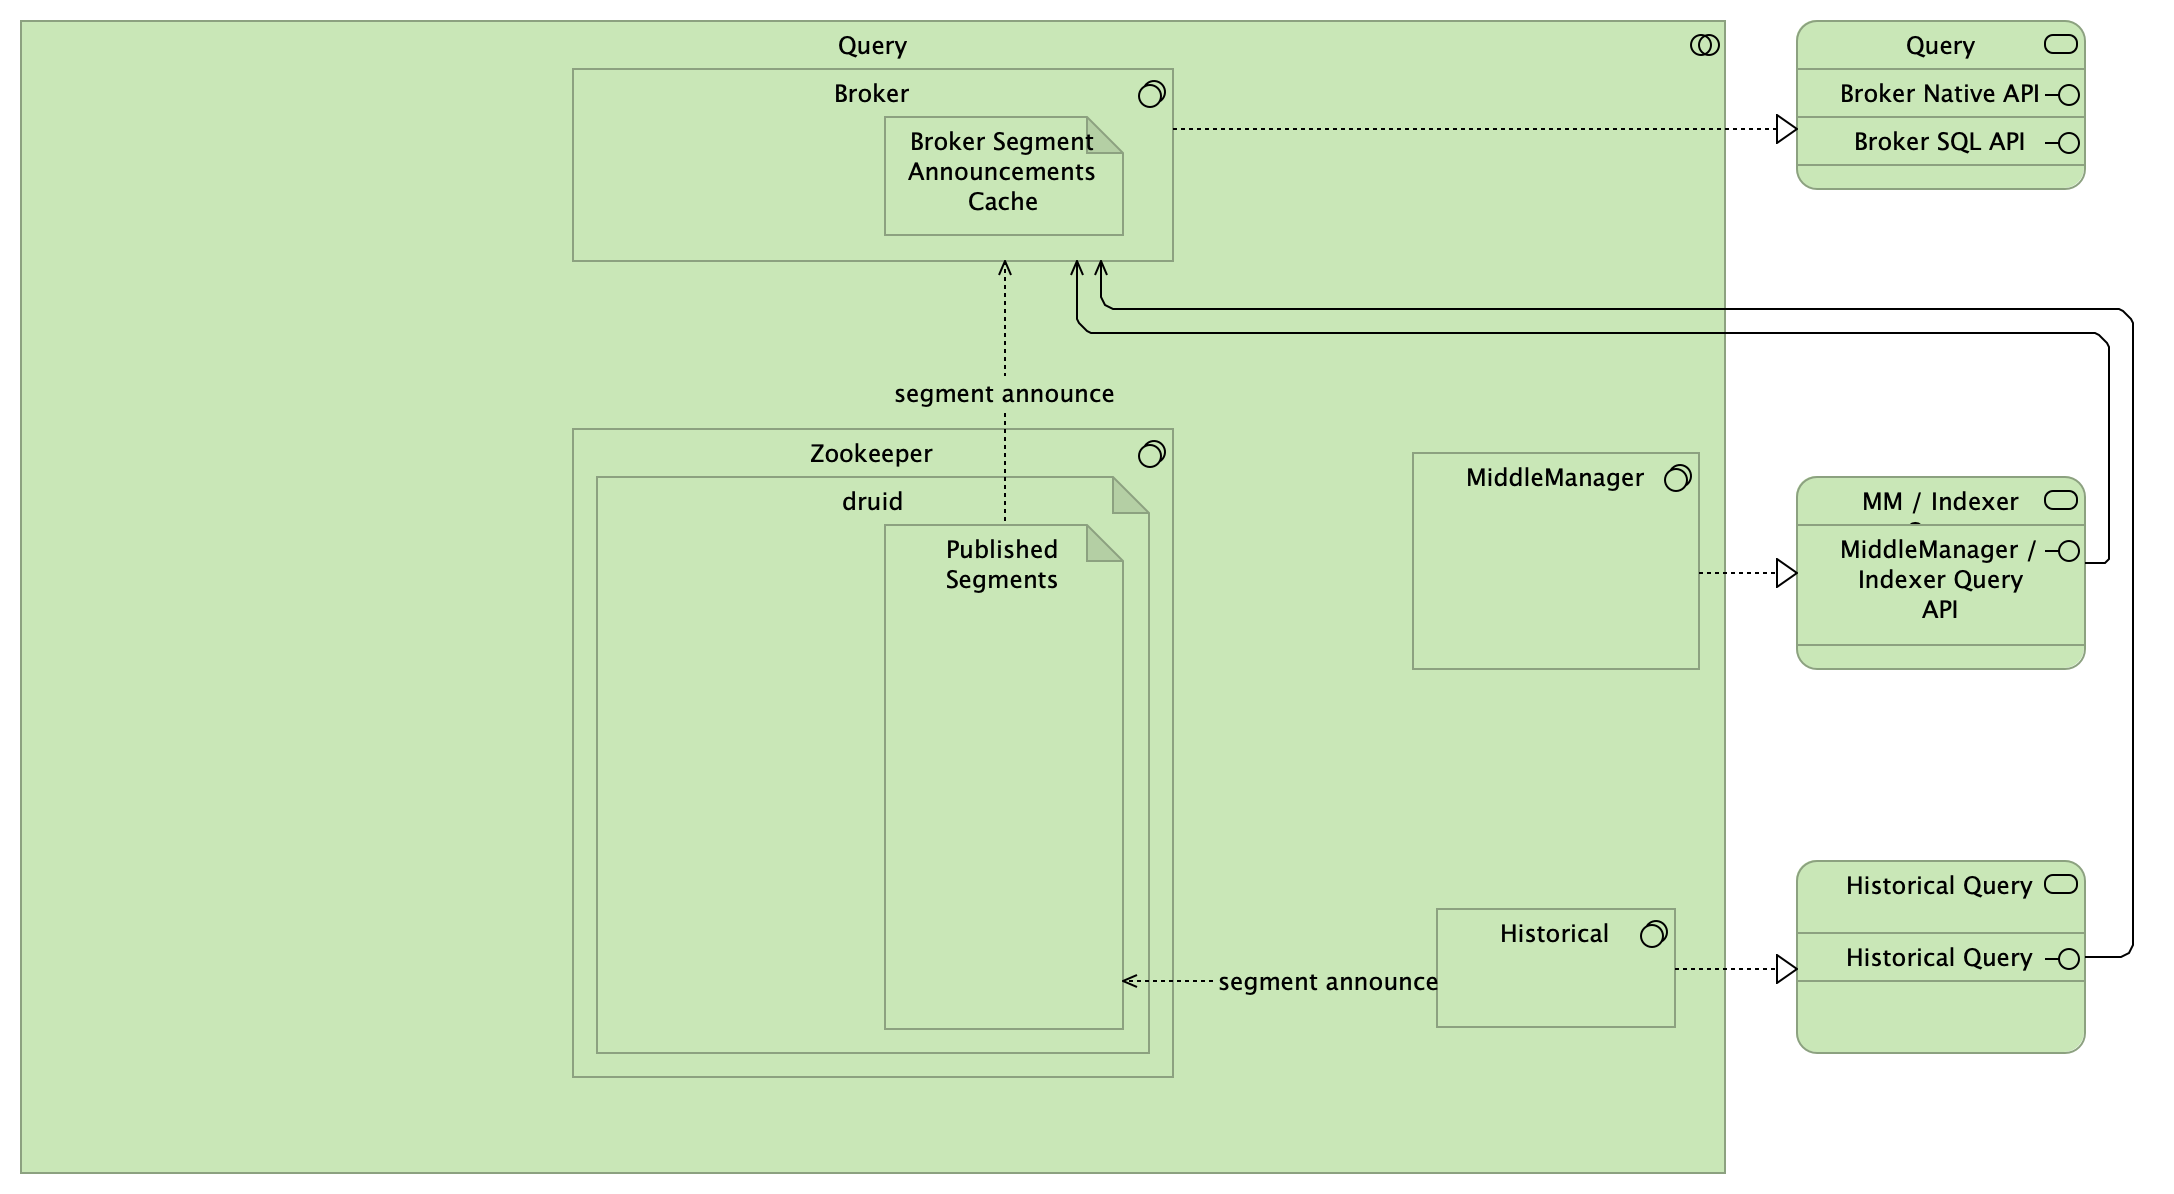 Query
Broker
Broker Segment
Announcements
Cache
Query
Broker Native API
Broker SQL API
segment announce
Zookeeper
druid
Published
Segments
MiddleManager
MM / Indexer
MiddleManager /
Indexer Query
API
Historical
segment announce
Historical Query
Historical Query